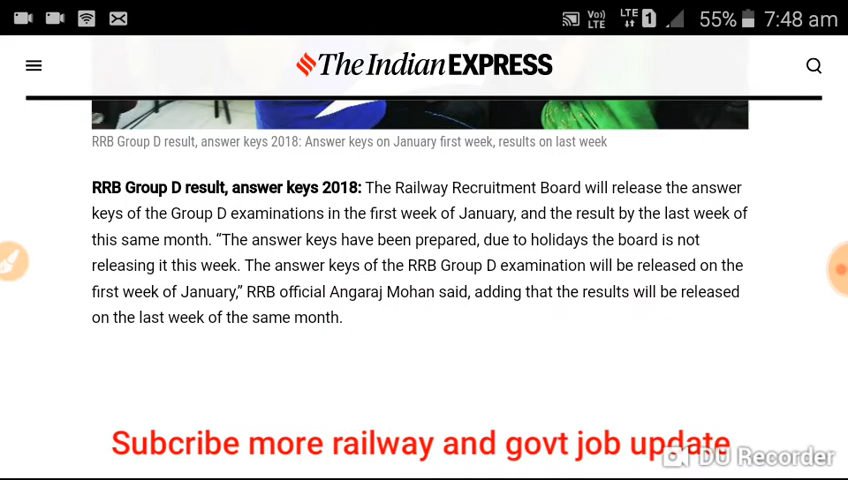 Vo)) LTE LTE 1 55% 7:48 am
The Indian EXPRESS
RRB Group D result, answer keys 2018: Answer keys on January first week, results on last week
RRB Group D result, answer keys 2018: The Railway Recruitment Board will release the answer
keys of the Group D examinations in the first week of January, and the result by the last week of
this same month. “The answer keys have been prepared, due to holidays the board is not
releasing it this week. The answer keys of the RRB Group D examination will be released on the
first week of January,” RRB official Angaraj Mohan said, adding that the results will be released
on the last week of the same month.
Subcribe more railway and govt job update
DU Recorder